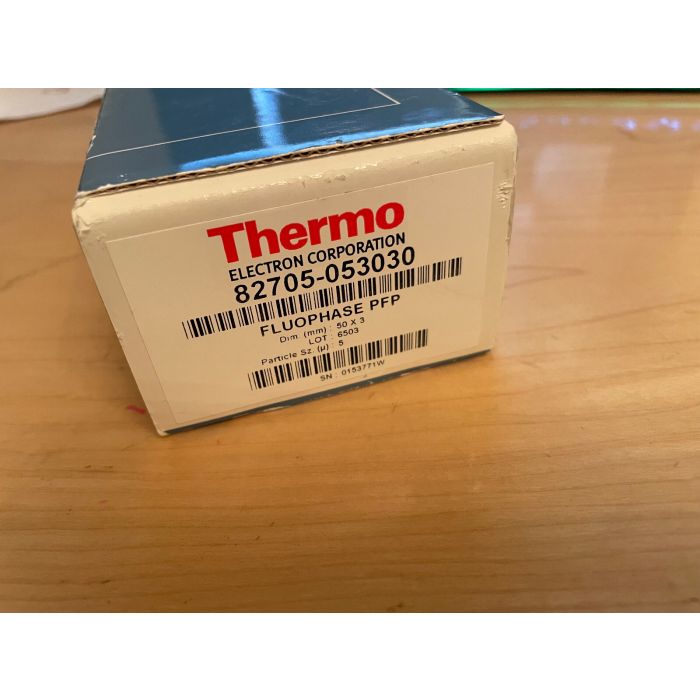 Thermo
ELECTRON CORPORATION
82705-053030
FLUOPHASE PFP
Dim. (mm) : 50 X 3
LOT : 6503
Particle Sz. (µ) : 5
SN : 0153771W